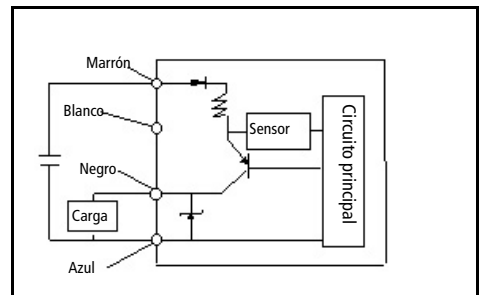 Marrón
Blanco
Sensor
Negro
Carga
Azul
Circuito principal